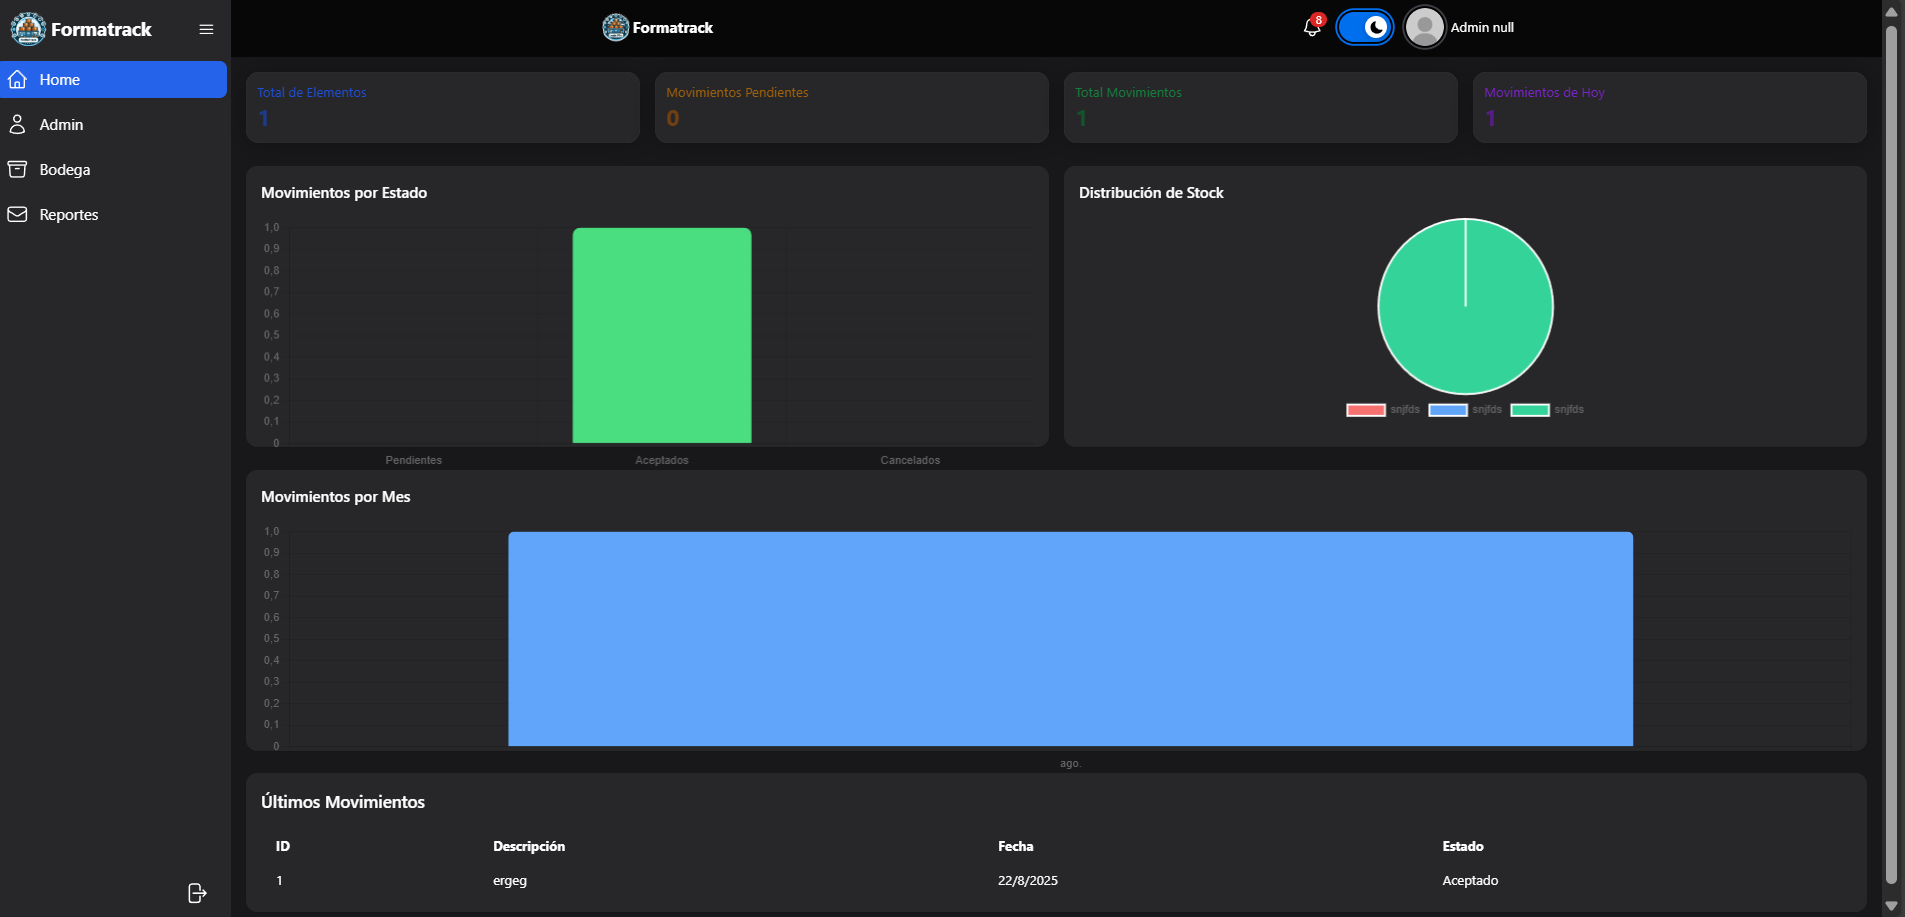 Formatrack
Home
Admin
Bodega
Reportes
Formatrack
8
Admin null
Total de Elementos
1
Movimientos Pendientes
0
Total Movimientos
1
Movimientos de Hoy
1
Movimientos por Estado
1,0
0,9
0,8
0,7
0,6
0,5
0,4
0,3
0,2
0,1
0
Pendientes Aceptados Cancelados
Distribución de Stock
snjfds snjfds snjfds
Movimientos por Mes
1,0
0,9
0,8
0,7
0,6
0,5
0,4
0,3
0,2
0,1
0
ago.
Últimos Movimientos
ID Descripción Fecha Estado
1 ergeg 22/8/2025 Aceptado